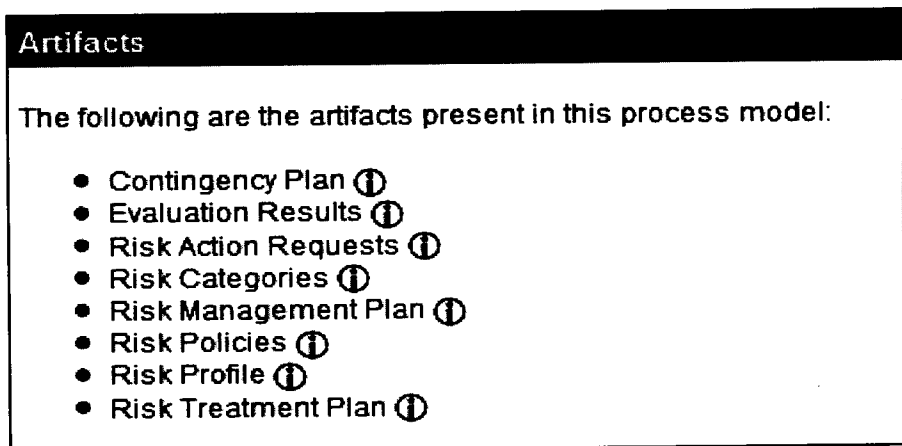 Artifacts
The following are the artifacts present in this process model:
• Contingency Plan ⓘ
• Evaluation Results ⓘ
• Risk Action Requests ⓘ
• Risk Categories ⓘ
• Risk Management Plan ⓘ
• Risk Policies ⓘ
• Risk Profile ⓘ
• Risk Treatment Plan ⓘ